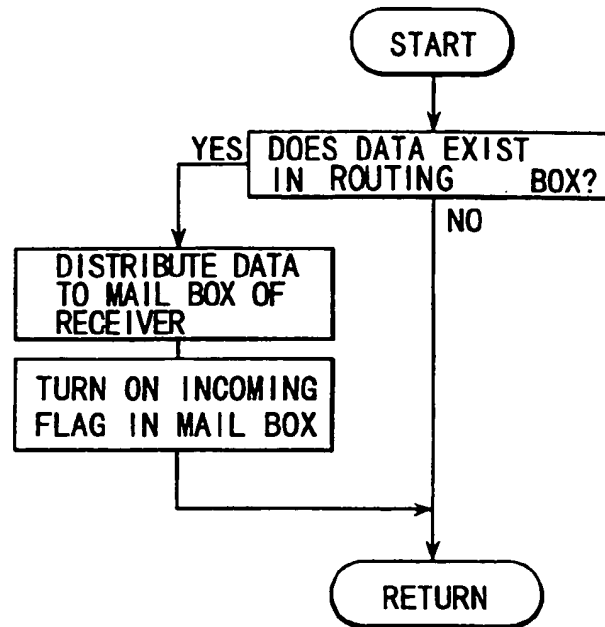 START
YES
DOES DATA EXIST
IN ROUTING BOX?
NO
DISTRIBUTE DATA
TO MAIL BOX OF
RECEIVER
TURN ON INCOMING
FLAG IN MAIL BOX
RETURN